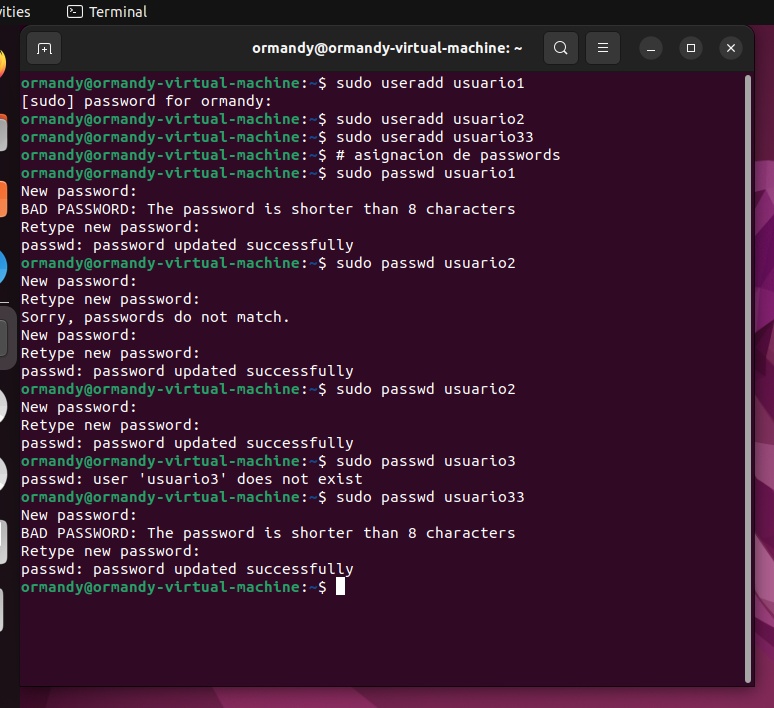 vities Terminal
ormandy@ormandy-virtual-machine: ~
ormandy@ormandy-virtual-machine:~$ sudo useradd usuario1
[sudo] password for ormandy:
ormandy@ormandy-virtual-machine:~$ sudo useradd usuario2
ormandy@ormandy-virtual-machine:~$ sudo useradd usuario33
ormandy@ormandy-virtual-machine:~$ # asignacion de passwords
ormandy@ormandy-virtual-machine:~$ sudo passwd usuario1
New password:
BAD PASSWORD: The password is shorter than 8 characters
Retype new password:
passwd: password updated successfully
ormandy@ormandy-virtual-machine:~$ sudo passwd usuario2
New password:
Retype new password:
Sorry, passwords do not match.
New password:
Retype new password:
passwd: password updated successfully
ormandy@ormandy-virtual-machine:~$ sudo passwd usuario2
New password:
Retype new password:
passwd: password updated successfully
ormandy@ormandy-virtual-machine:~$ sudo passwd usuario3
passwd: user 'usuario3' does not exist
ormandy@ormandy-virtual-machine:~$ sudo passwd usuario33
New password:
BAD PASSWORD: The password is shorter than 8 characters
Retype new password:
passwd: password updated successfully
ormandy@ormandy-virtual-machine:~$